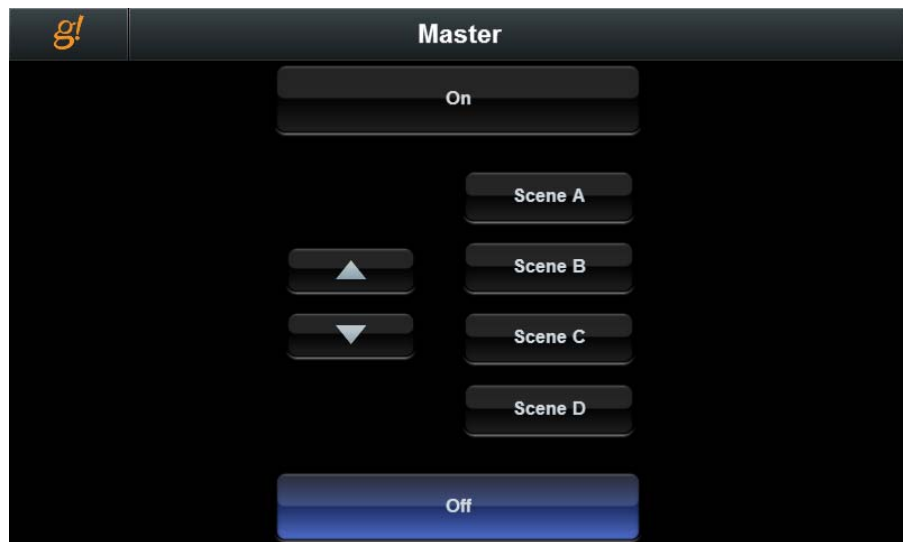 g!
Master
On
Scene A
Scene B
Scene C
Scene D
Off